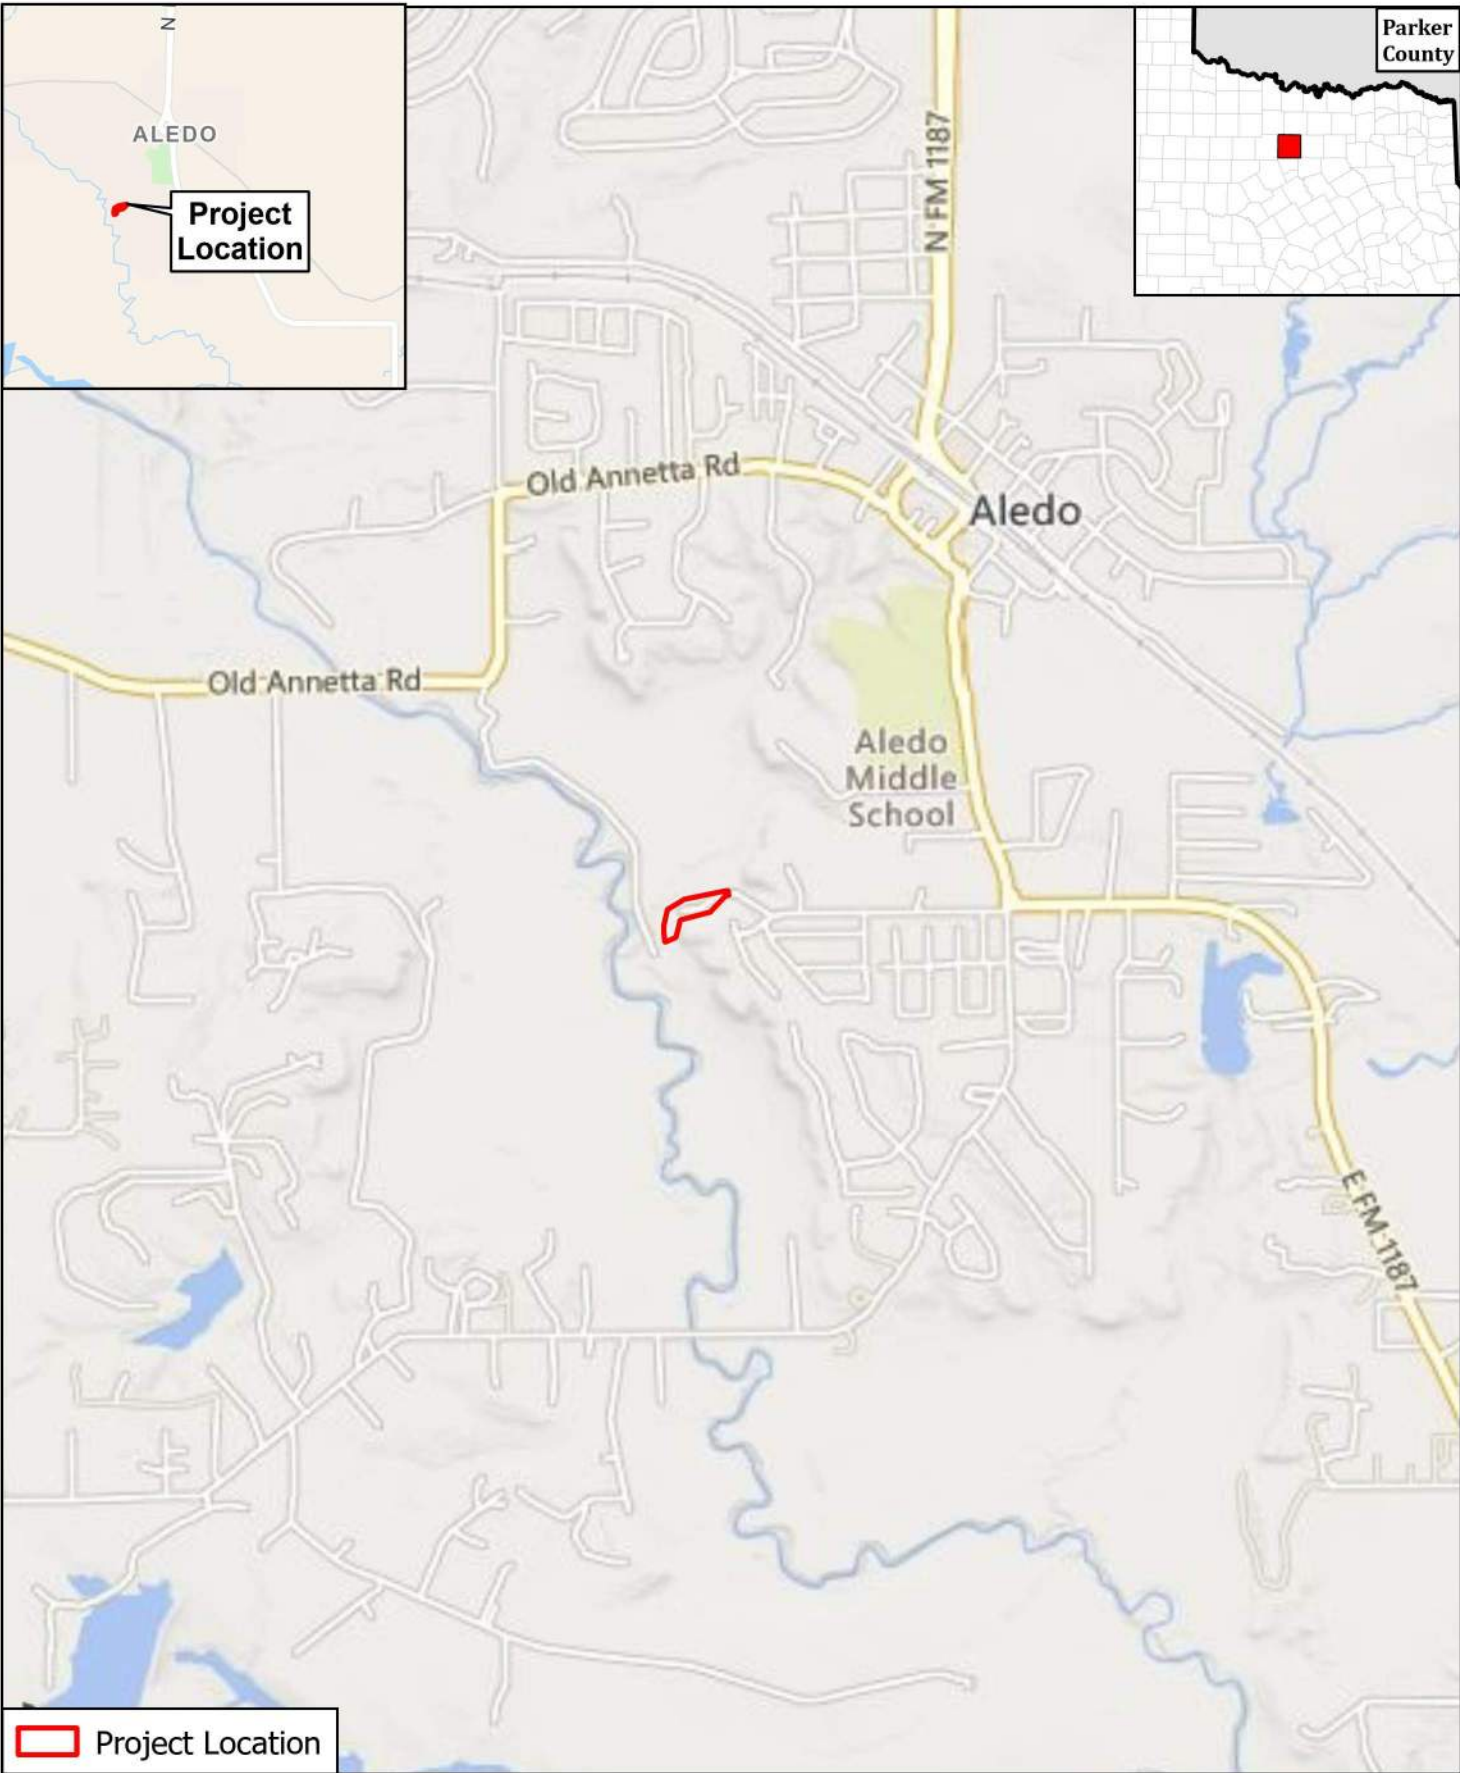 N
ALEDO
Project
Location
Parker
County
N FM 1187
Old Annetta Rd
Aledo
Old Annetta Rd
Aledo
Middle
School
E FM 1187
Project Location